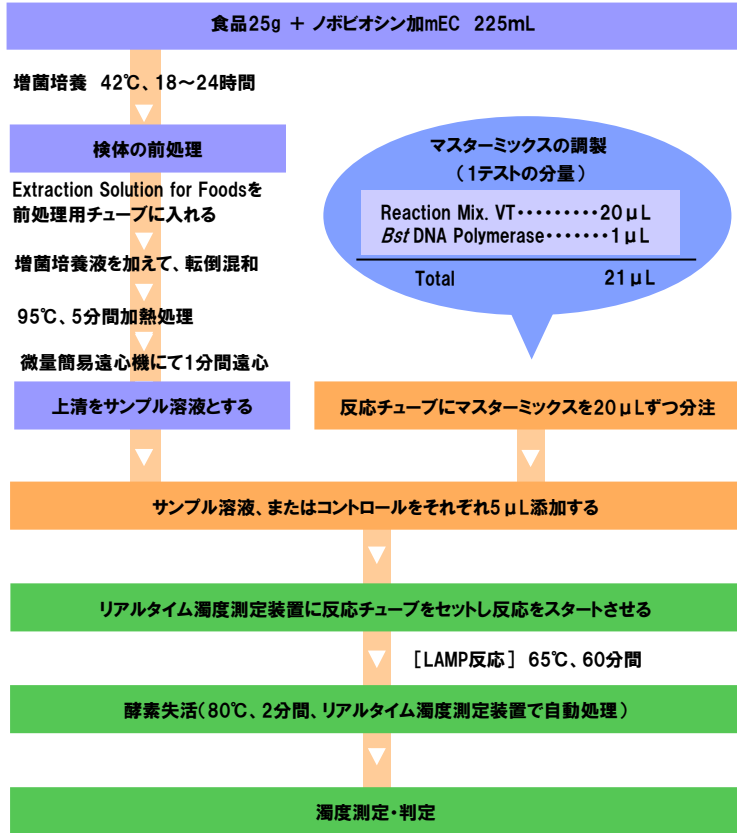 食品25g ＋ ノボビオシン加mEC 225mL
増菌培養 42℃、18～24時間
検体の前処理
Extraction Solution for Foodsを
前処理用チューブに入れる
増菌培養液を加えて、転倒混和
95℃、5分間加熱処理
微量簡易遠心機にて1分間遠心
上清をサンプル溶液とする
マスターミックスの調製
（1テストの分量）
Reaction Mix. VT･････････20μL
Bst DNA Polymerase･･･････1μL
Total 21μL
反応チューブにマスターミックスを20μLずつ分注
サンプル溶液、またはコントロールをそれぞれ5μL添加する
リアルタイム濁度測定装置に反応チューブをセットし反応をスタートさせる
［LAMP反応］ 65℃、60分間
酵素失活（80℃、2分間、リアルタイム濁度測定装置で自動処理）
濁度測定・判定